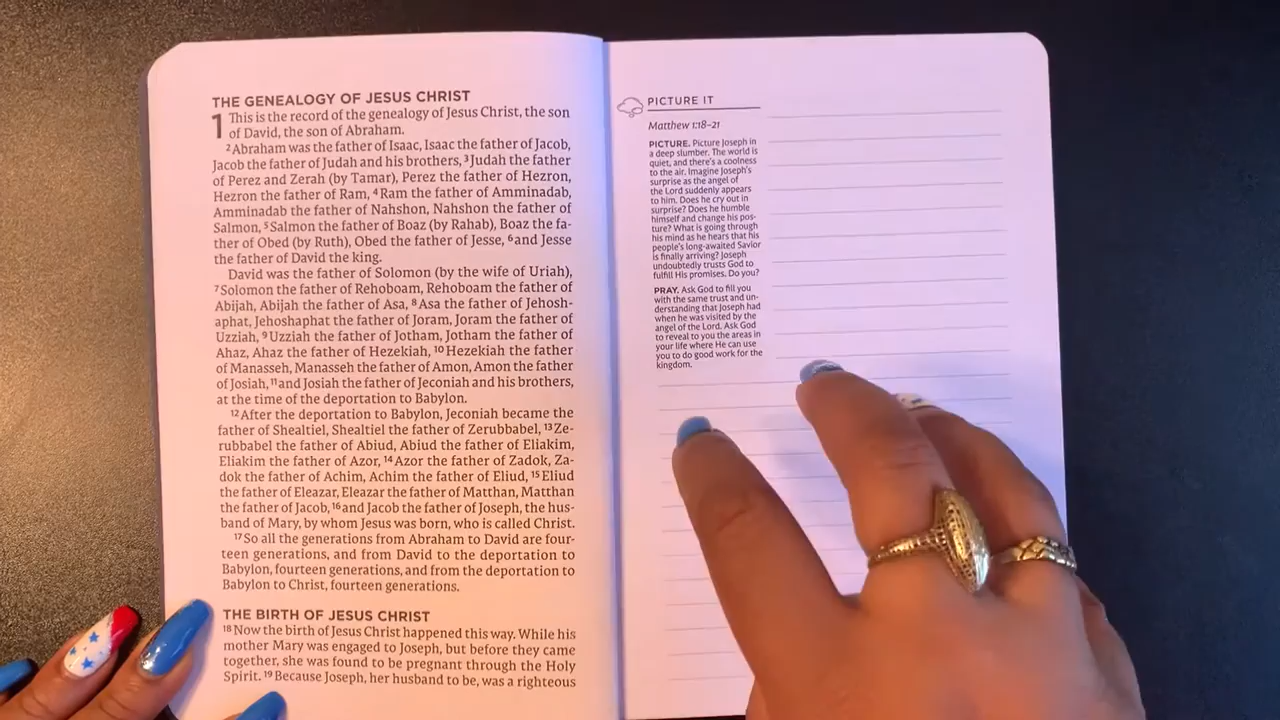 THE GENEALOGY OF JESUS CHRIST
1 This is the record of the genealogy of Jesus Christ, the son
of David, the son of Abraham.
2 Abraham was the father of Isaac, Isaac the father of Jacob,
Jacob the father of Judah and his brothers, 3 Judah the father
of Perez and Zerah (by Tamar), Perez the father of Hezron,
Hezron the father of Ram, 4 Ram the father of Amminadab,
Amminadab the father of Nahshon, Nahshon the father of
Salmon, 5 Salmon the father of Boaz (by Rahab), Boaz the fa-
ther of Obed (by Ruth), Obed the father of Jesse, 6 and Jesse
the father of David the king.
David was the father of Solomon (by the wife of Uriah),
7 Solomon the father of Rehoboam, Rehoboam the father of
Abijah, Abijah the father of Asa, 8 Asa the father of Jehosh-
aphat, Jehoshaphat the father of Joram, Joram the father of
Uzziah, 9 Uzziah the father of Jotham, Jotham the father of
Ahaz, Ahaz the father of Hezekiah, 10 Hezekiah the father
of Manasseh, Manasseh the father of Amon, Amon the father
of Josiah, 11 and Josiah the father of Jeconiah and his brothers,
at the time of the deportation to Babylon.
12 After the deportation to Babylon, Jeconiah became the
father of Shealtiel, Shealtiel the father of Zerubbabel, 13 Ze-
rubbabel the father of Abiud, Abiud the father of Eliakim,
Eliakim the father of Azor, 14 Azor the father of Zadok, Za-
dok the father of Achim, Achim the father of Eliud, 15 Eliud
the father of Eleazar, Eleazar the father of Matthan, Matthan
the father of Jacob, 16 and Jacob the father of Joseph, the hus-
band of Mary, by whom Jesus was born, who is called Christ.
17 So all the generations from Abraham to David are four-
teen generations, and from David to the deportation to
Babylon, fourteen generations, and from the deportation to
Babylon to Christ, fourteen generations.
THE BIRTH OF JESUS CHRIST
18 Now the birth of Jesus Christ happened this way. While his
mother Mary was engaged to Joseph, but before they came
together, she was found to be pregnant through the Holy
Spirit. 19 Because Joseph, her husband to be, was a righteous
PICTURE IT
Matthew 1:18–21
PICTURE. Picture Joseph in
a deep slumber. The world is
quiet, and there's a coolness
to the air. Imagine Joseph's
surprise as the angel of
the Lord suddenly appears
to him. Does he cry out in
surprise? Does he humble
himself and change his pos-
ture? What is going through
his mind as he hears that his
people's long-awaited Savior
is finally arriving? Joseph
undoubtedly trusts God to
fulfill His promises. Do you?
PRAY. Ask God to fill you
with the same trust and un-
derstanding that Joseph had
when he was visited by the
angel of the Lord. Ask God
to reveal to you the areas in
your life where He can use
you to do good work for the
kingdom.